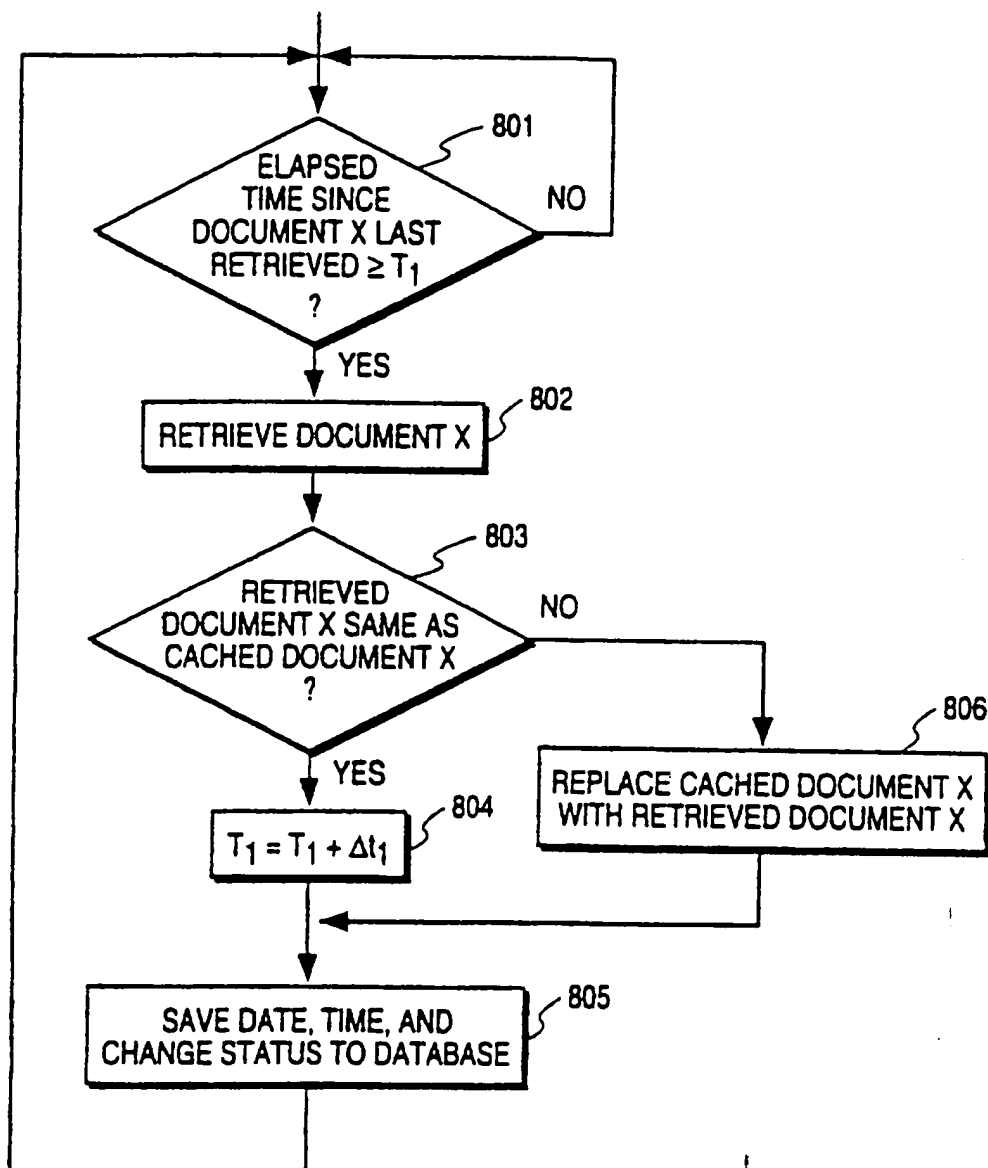 801
ELAPSED
TIME SINCE
DOCUMENT X LAST
RETRIEVED ≥ T₁
?
NO
YES
802
RETRIEVE DOCUMENT X
803
RETRIEVED
DOCUMENT X SAME AS
CACHED DOCUMENT X
?
NO
YES
806
REPLACE CACHED DOCUMENT X
WITH RETRIEVED DOCUMENT X
804
T₁ = T₁ + Δt₁
805
SAVE DATE, TIME, AND
CHANGE STATUS TO DATABASE